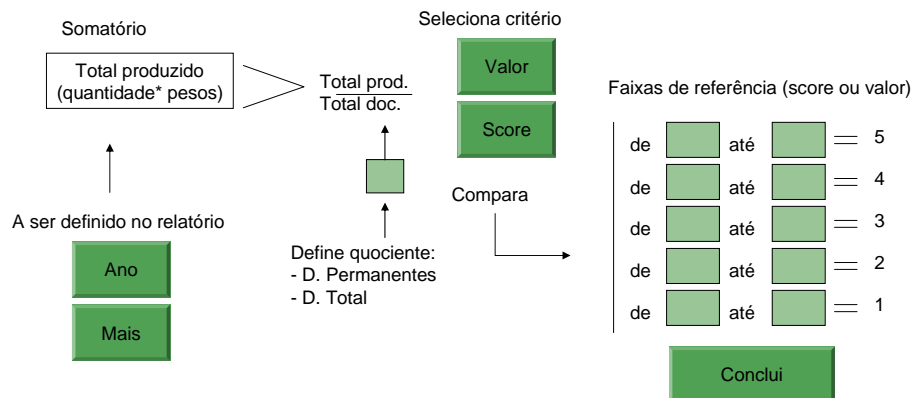 Somatório
Total produzido
(quantidade* pesos)
A ser definido no relatório
Ano
Mais
Total prod.
Total doc.
Define quociente:
- D. Permanentes
- D. Total
Seleciona critério
Valor
Score
Compara
Faixas de referência (score ou valor)
de até = 5
de até = 4
de até = 3
de até = 2
de até = 1
Conclui